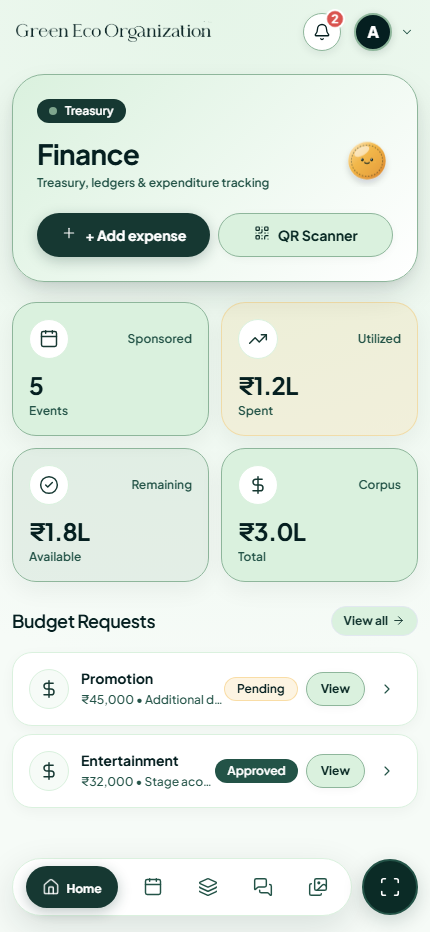 Green Eco Organization
2
A
Treasury
Finance
Treasury, ledgers & expenditure tracking
+ Add expense
QR Scanner
Sponsored
5
Events
Utilized
₹1.2L
Spent
Remaining
₹1.8L
Available
Corpus
₹3.0L
Total
Budget Requests
View all →
Promotion
₹45,000 • Additional d...
Pending
View
Entertainment
₹32,000 • Stage aco...
Approved
View
Home